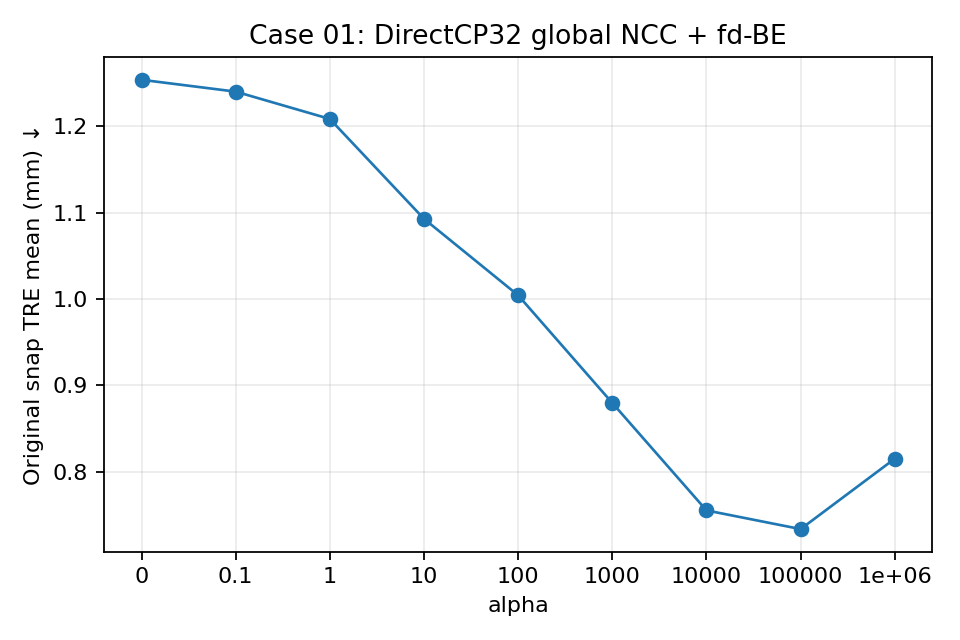 Case 01: DirectCP32 global NCC + fd-BE
Original snap TRE mean (mm) ↓
1.2
1.1
1.0
0.9
0.8
0 0.1 1 10 100 1000 10000 100000 1e+06
alpha